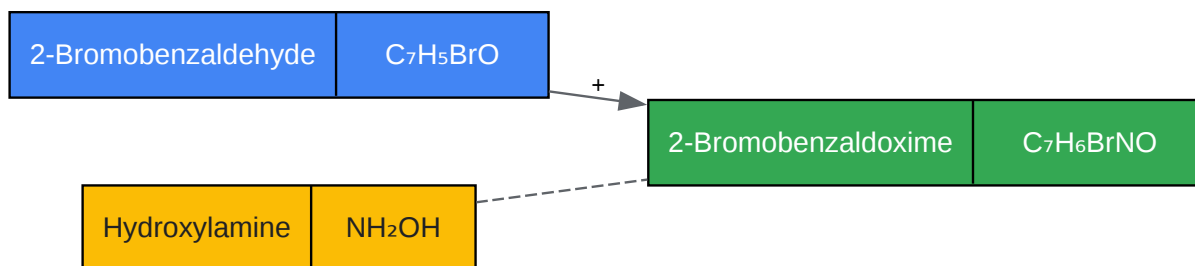 2-Bromobenzaldehyde C₇H₅BrO
+
2-Bromobenzaldoxime C₇H₆BrNO
Hydroxylamine NH₂OH